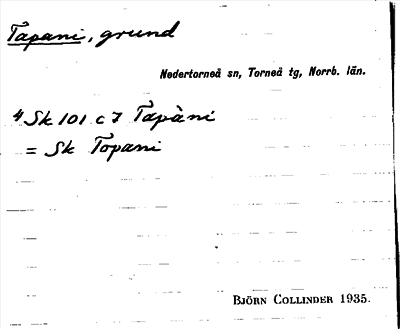 Tapani, grund
Nedertorneå sn, Torneå tg, Norrb. län.
4 Sk 101 c 7 Tapàni
= Sk Topani
BJÖRN COLLINDER 1935.